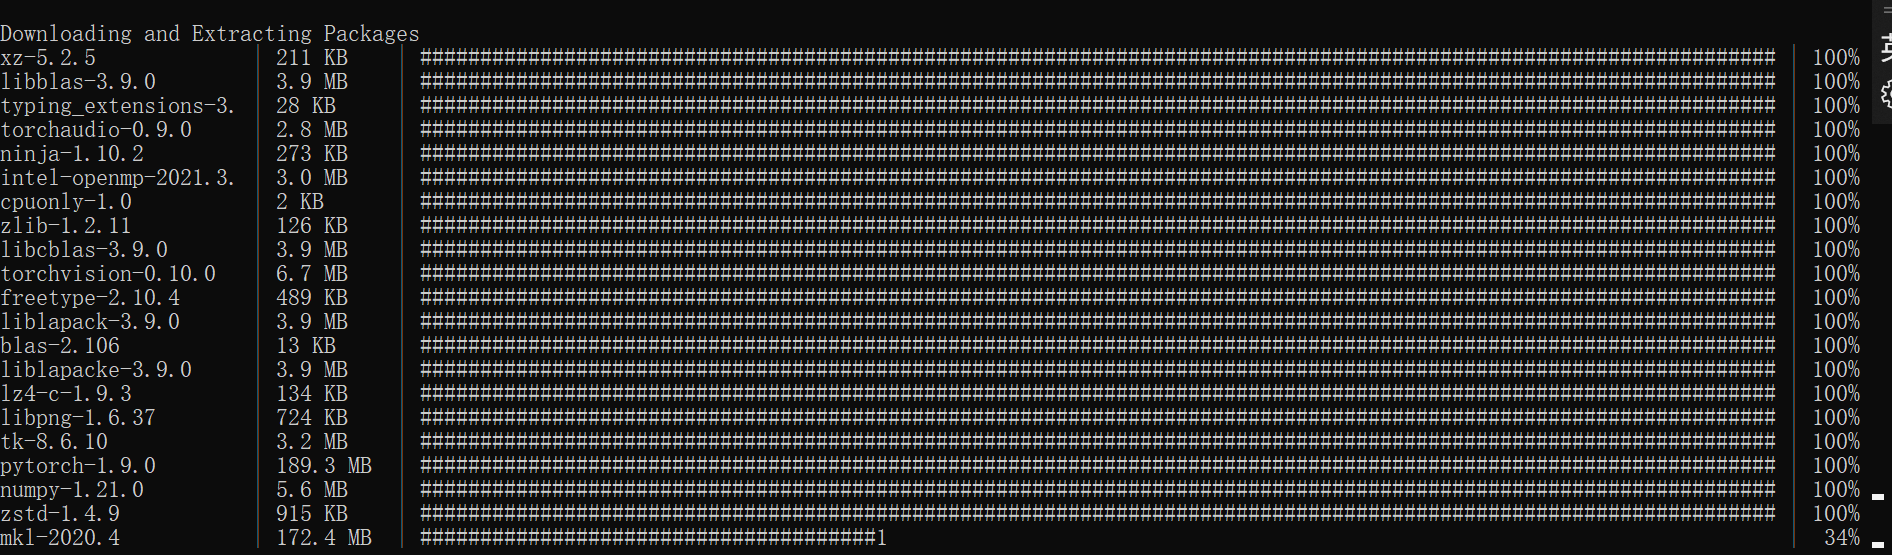 Downloading and Extracting Packages
xz-5.2.5 | 211 KB | ################################################################################################################# | 100%
libblas-3.9.0 | 3.9 MB | ################################################################################################################# | 100%
typing_extensions-3. | 28 KB | ################################################################################################################# | 100%
torchaudio-0.9.0 | 2.8 MB | ################################################################################################################# | 100%
ninja-1.10.2 | 273 KB | ################################################################################################################# | 100%
intel-openmp-2021.3. | 3.0 MB | ################################################################################################################# | 100%
cpuonly-1.0 | 2 KB | ################################################################################################################# | 100%
zlib-1.2.11 | 126 KB | ################################################################################################################# | 100%
libcblas-3.9.0 | 3.9 MB | ################################################################################################################# | 100%
torchvision-0.10.0 | 6.7 MB | ################################################################################################################# | 100%
freetype-2.10.4 | 489 KB | ################################################################################################################# | 100%
liblapack-3.9.0 | 3.9 MB | ################################################################################################################# | 100%
blas-2.106 | 13 KB | ################################################################################################################# | 100%
liblapacke-3.9.0 | 3.9 MB | ################################################################################################################# | 100%
lz4-c-1.9.3 | 134 KB | ################################################################################################################# | 100%
libpng-1.6.37 | 724 KB | ################################################################################################################# | 100%
tk-8.6.10 | 3.2 MB | ################################################################################################################# | 100%
pytorch-1.9.0 | 189.3 MB | ################################################################################################################# | 100%
numpy-1.21.0 | 5.6 MB | ################################################################################################################# | 100%
zstd-1.4.9 | 915 KB | ################################################################################################################# | 100%
mkl-2020.4 | 172.4 MB | ######################################1 | 34%